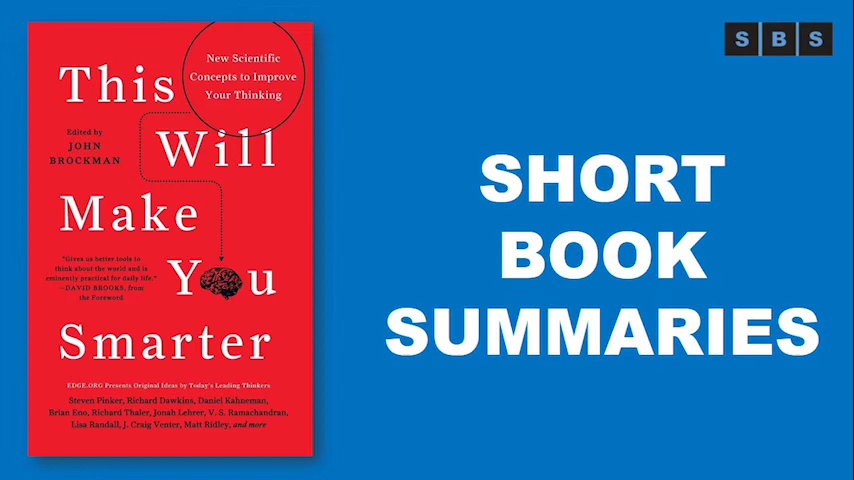 This
New Scientific
Concepts to Improve
Your Thinking
Edited by
JOHN
BROCKMAN
Will
Make
"Gives us better tools to
think about the world and is
eminently practical for daily life."
—DAVID BROOKS, from
the Foreword
Y u
Smarter
EDGE.ORG Presents Original Ideas by Today's Leading Thinkers
Steven Pinker, Richard Dawkins, Daniel Kahneman,
Brian Eno, Richard Thaler, Jonah Lehrer, V. S. Ramachandran,
Lisa Randall, J. Craig Venter, Matt Ridley, and more
S B S
SHORT
BOOK
SUMMARIES